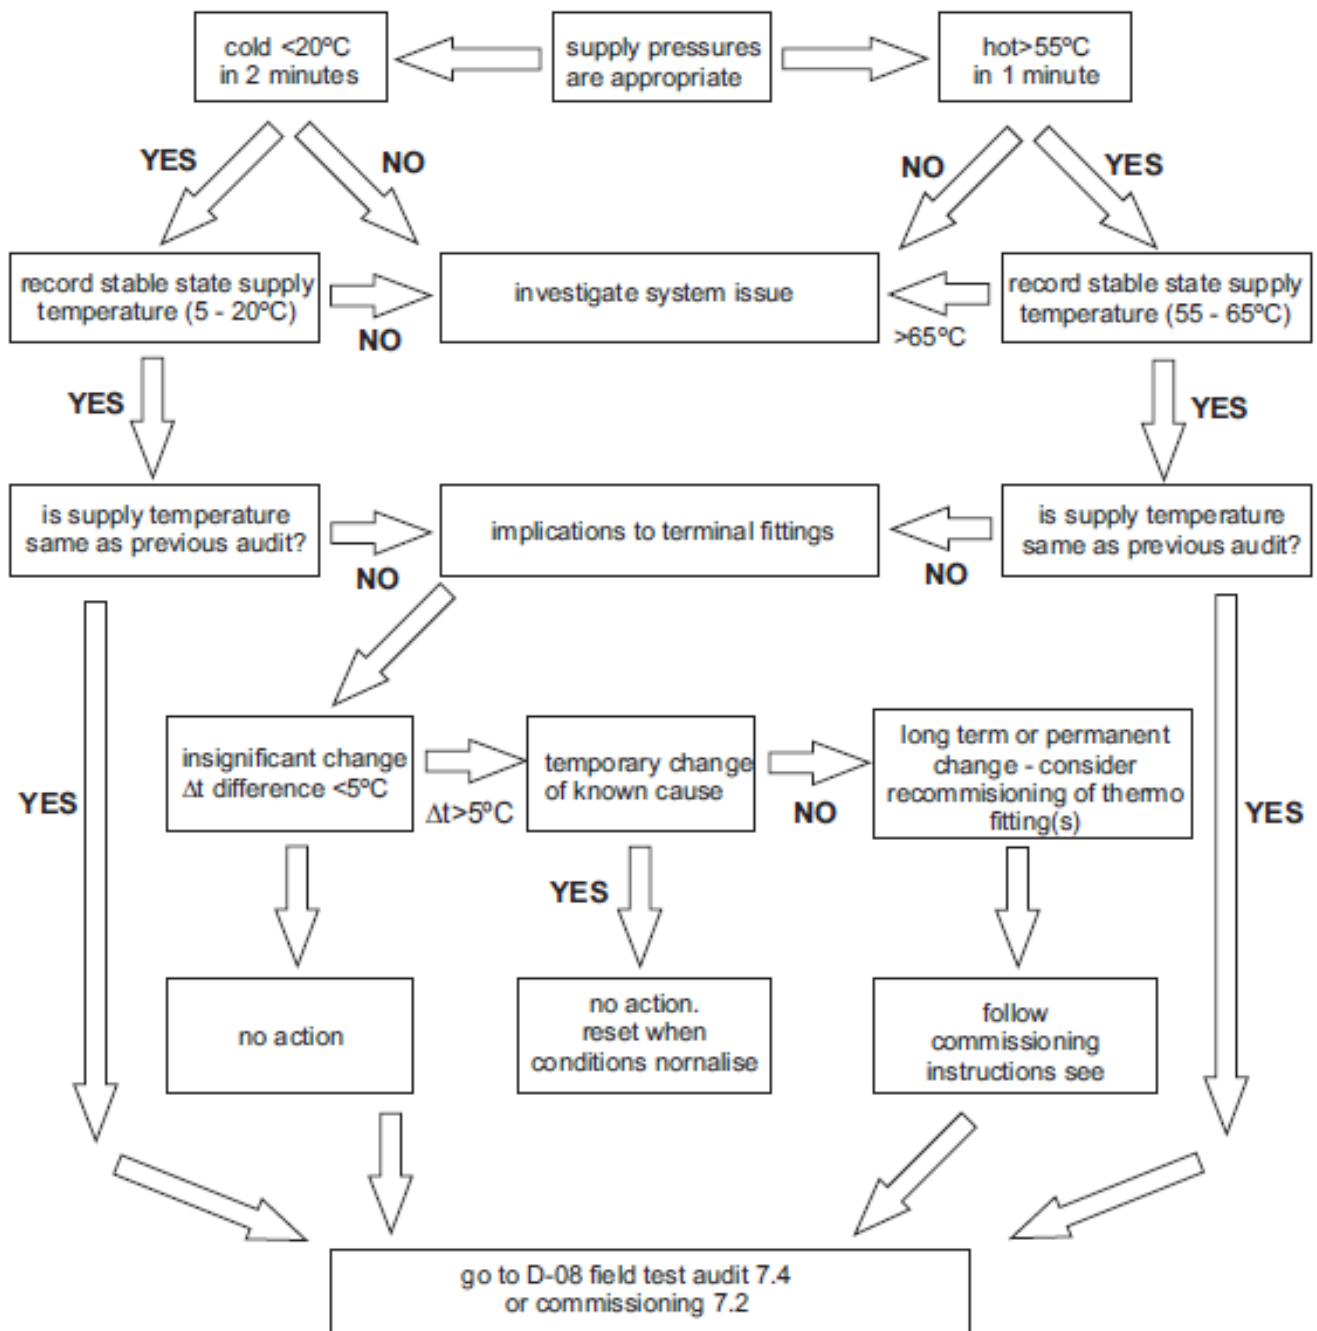 cold <20ºC
in 2 minutes
supply pressures
are appropriate
hot>55ºC
in 1 minute
YES
NO
NO
YES
record stable state supply
temperature (5 - 20ºC)
NO
investigate system issue
>65ºC
record stable state supply
temperature (55 - 65ºC)
YES
YES
is supply temperature
same as previous audit?
NO
implications to terminal fittings
NO
is supply temperature
same as previous audit?
YES
insignificant change
Δt difference <5ºC
Δt>5ºC
temporary change
of known cause
NO
long term or permanent
change - consider
recommisioning of thermo
fitting(s)
YES
YES
no action
no action.
reset when
conditions nornalise
follow
commissioning
instructions see
go to D-08 field test audit 7.4
or commissioning 7.2